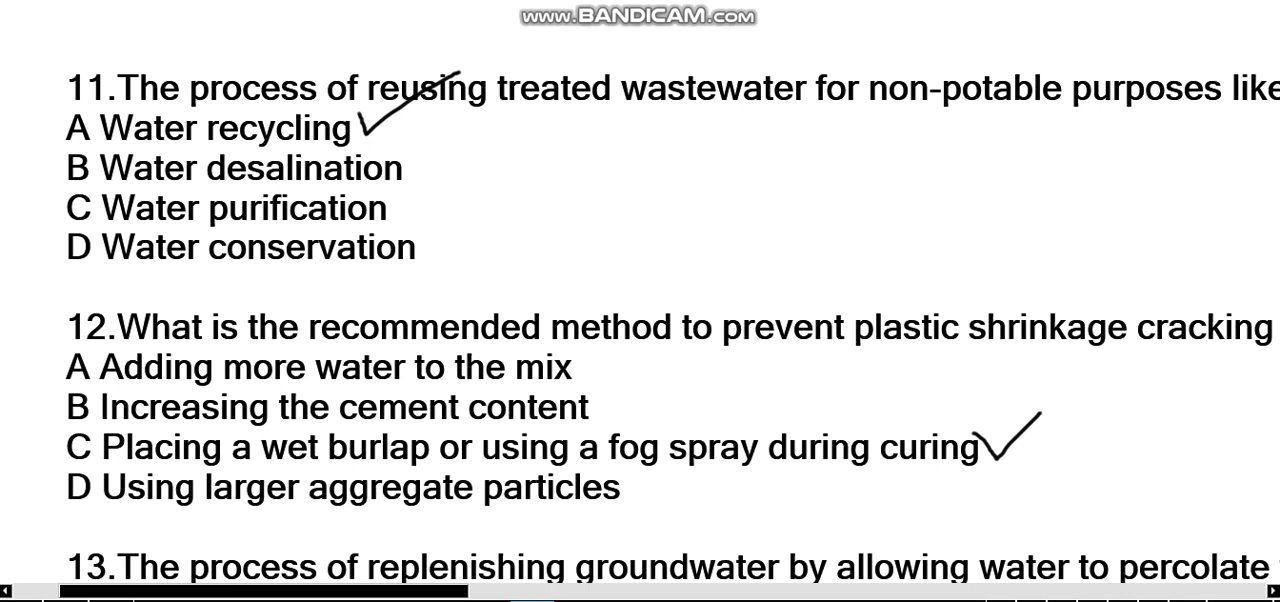 www.BANDICAM.com
11.The process of reusing treated wastewater for non-potable purposes like
A Water recycling
B Water desalination
C Water purification
D Water conservation
12.What is the recommended method to prevent plastic shrinkage cracking
A Adding more water to the mix
B Increasing the cement content
C Placing a wet burlap or using a fog spray during curing
D Using larger aggregate particles
13.The process of replenishing groundwater by allowing water to percolate